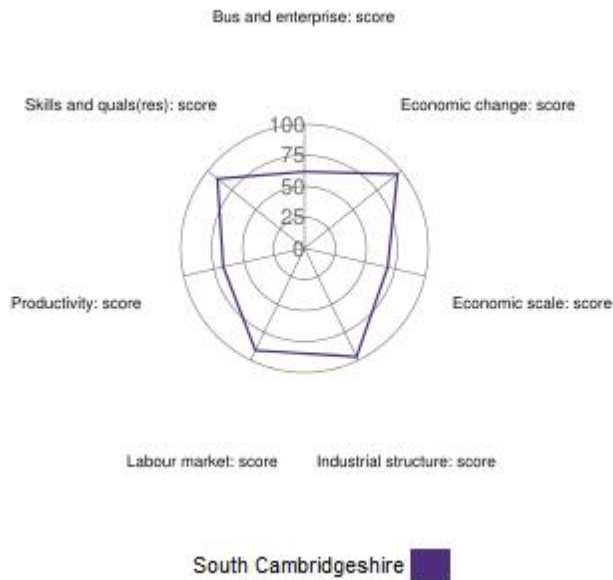 Bus and enterprise: score
Skills and quals(res): score
Economic change: score
100
75
50
25
0
Productivity: score
Economic scale: score
Labour market: score
Industrial structure: score
South Cambridgeshire